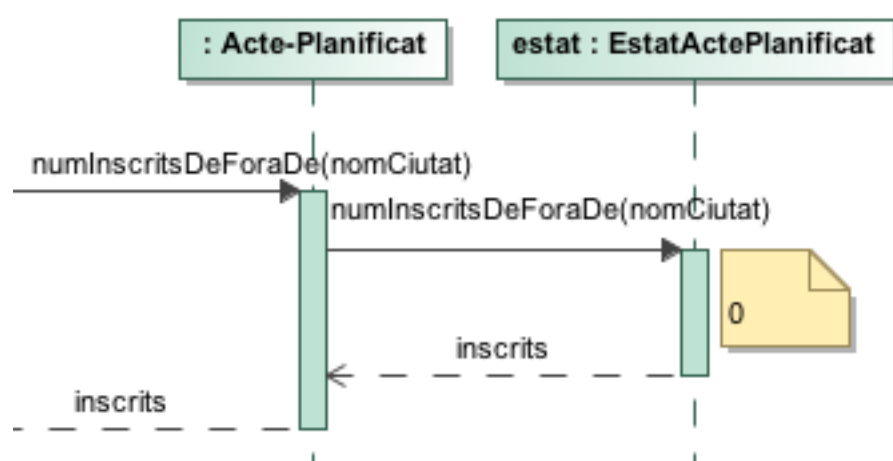 : Acte-Planificat
estat : EstatActePlanificat
numInscritsDeForaDe(nomCiutat)
numInscritsDeForaDe(nomCiutat)
0
inscrits
inscrits